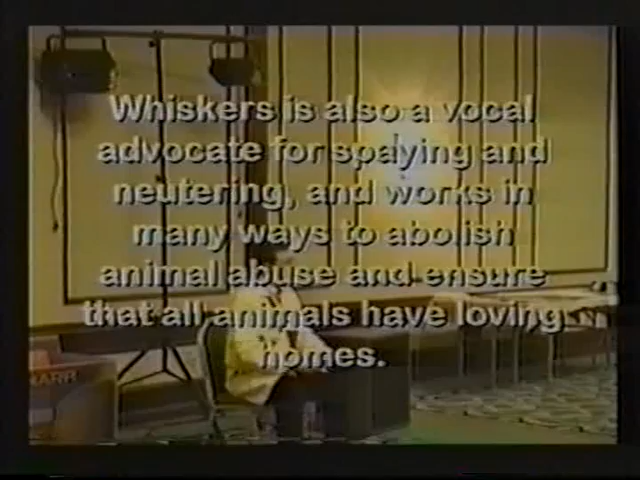 Whiskers is also a vocal
advocate for spaying and
neutering, and works in
many ways to abolish
animal abuse and ensure
that all animals have loving
homes.